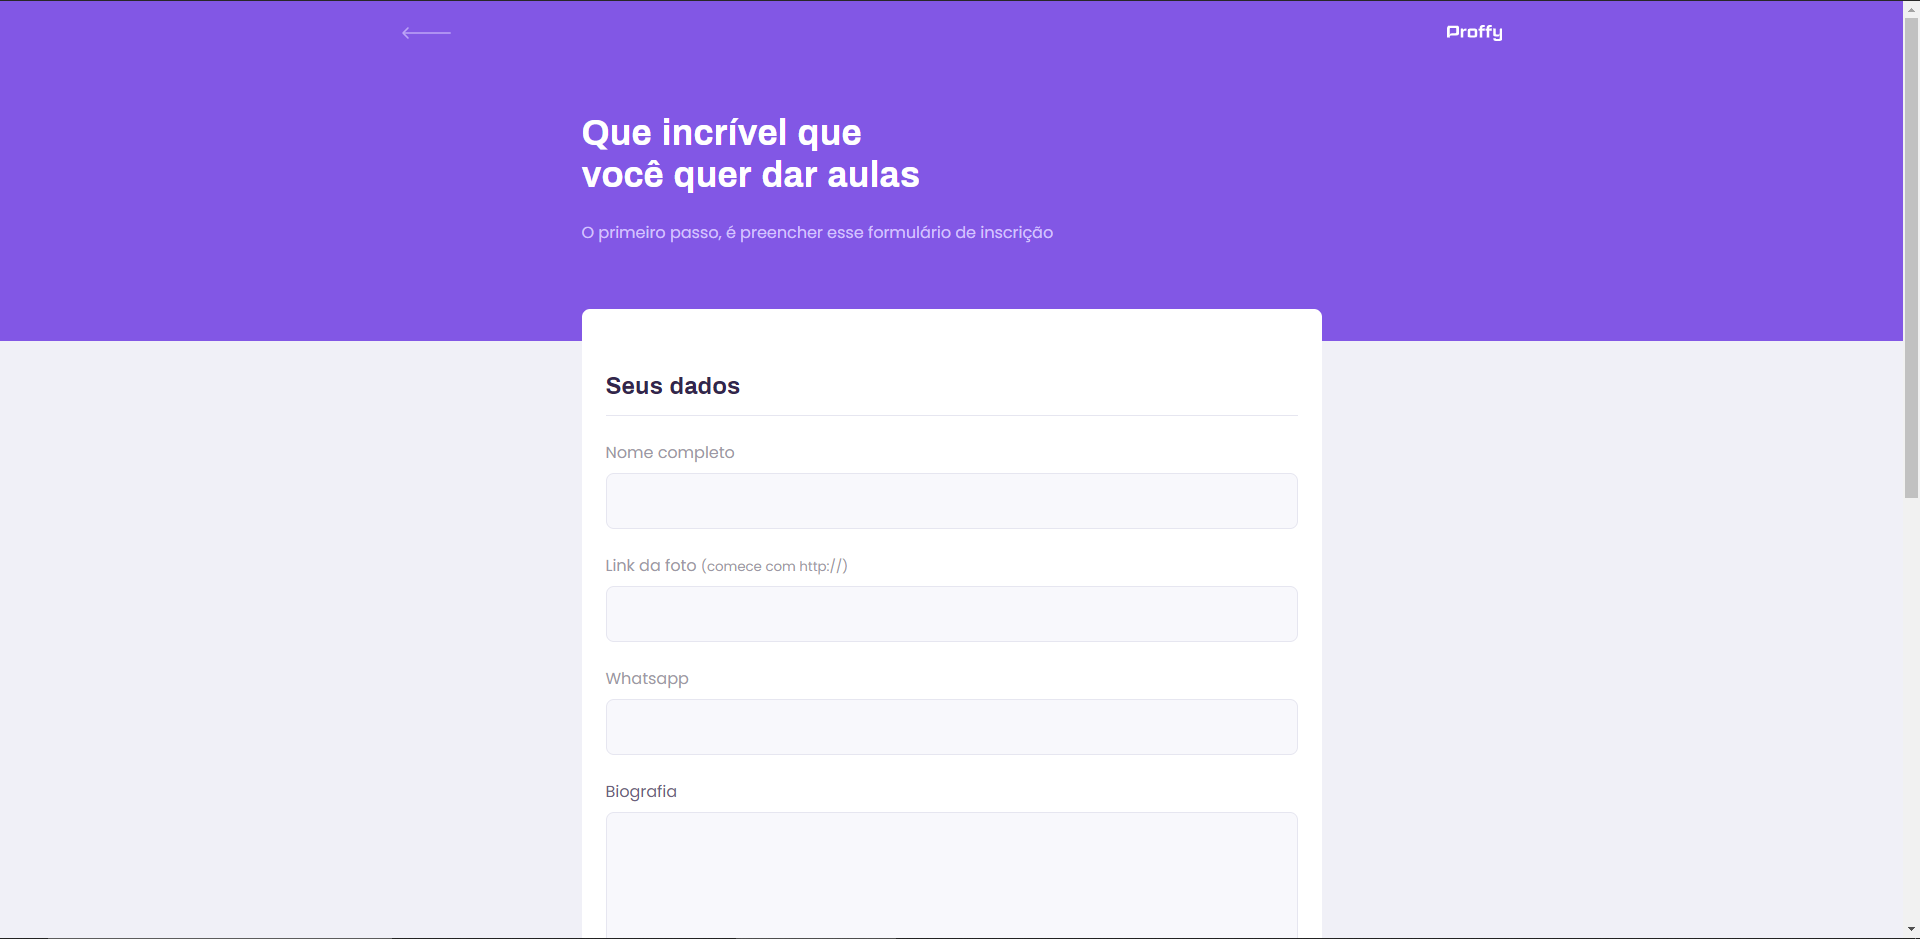 Proffy
Que incrível que
você quer dar aulas
O primeiro passo, é preencher esse formulário de inscrição
Seus dados
Nome completo
Link da foto (comece com http://)
Whatsapp
Biografia